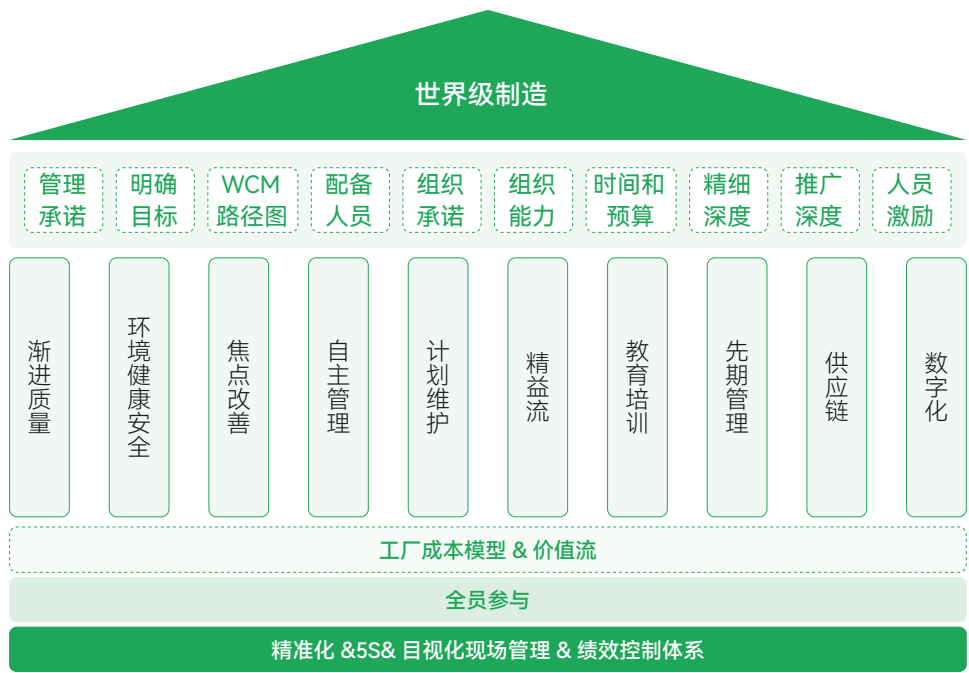 世界级制造
管理
承诺
明确
目标
WCM
路径图
配备
人员
组织
承诺
组织
能力
时间和
预算
精细
深度
推广
深度
人员
激励
渐进质量
环境健康安全
焦点改善
自主管理
计划维护
精益流
教育培训
先期管理
供应链
数字化
工厂成本模型 & 价值流
全员参与
精准化 &5S& 目视化现场管理 & 绩效控制体系